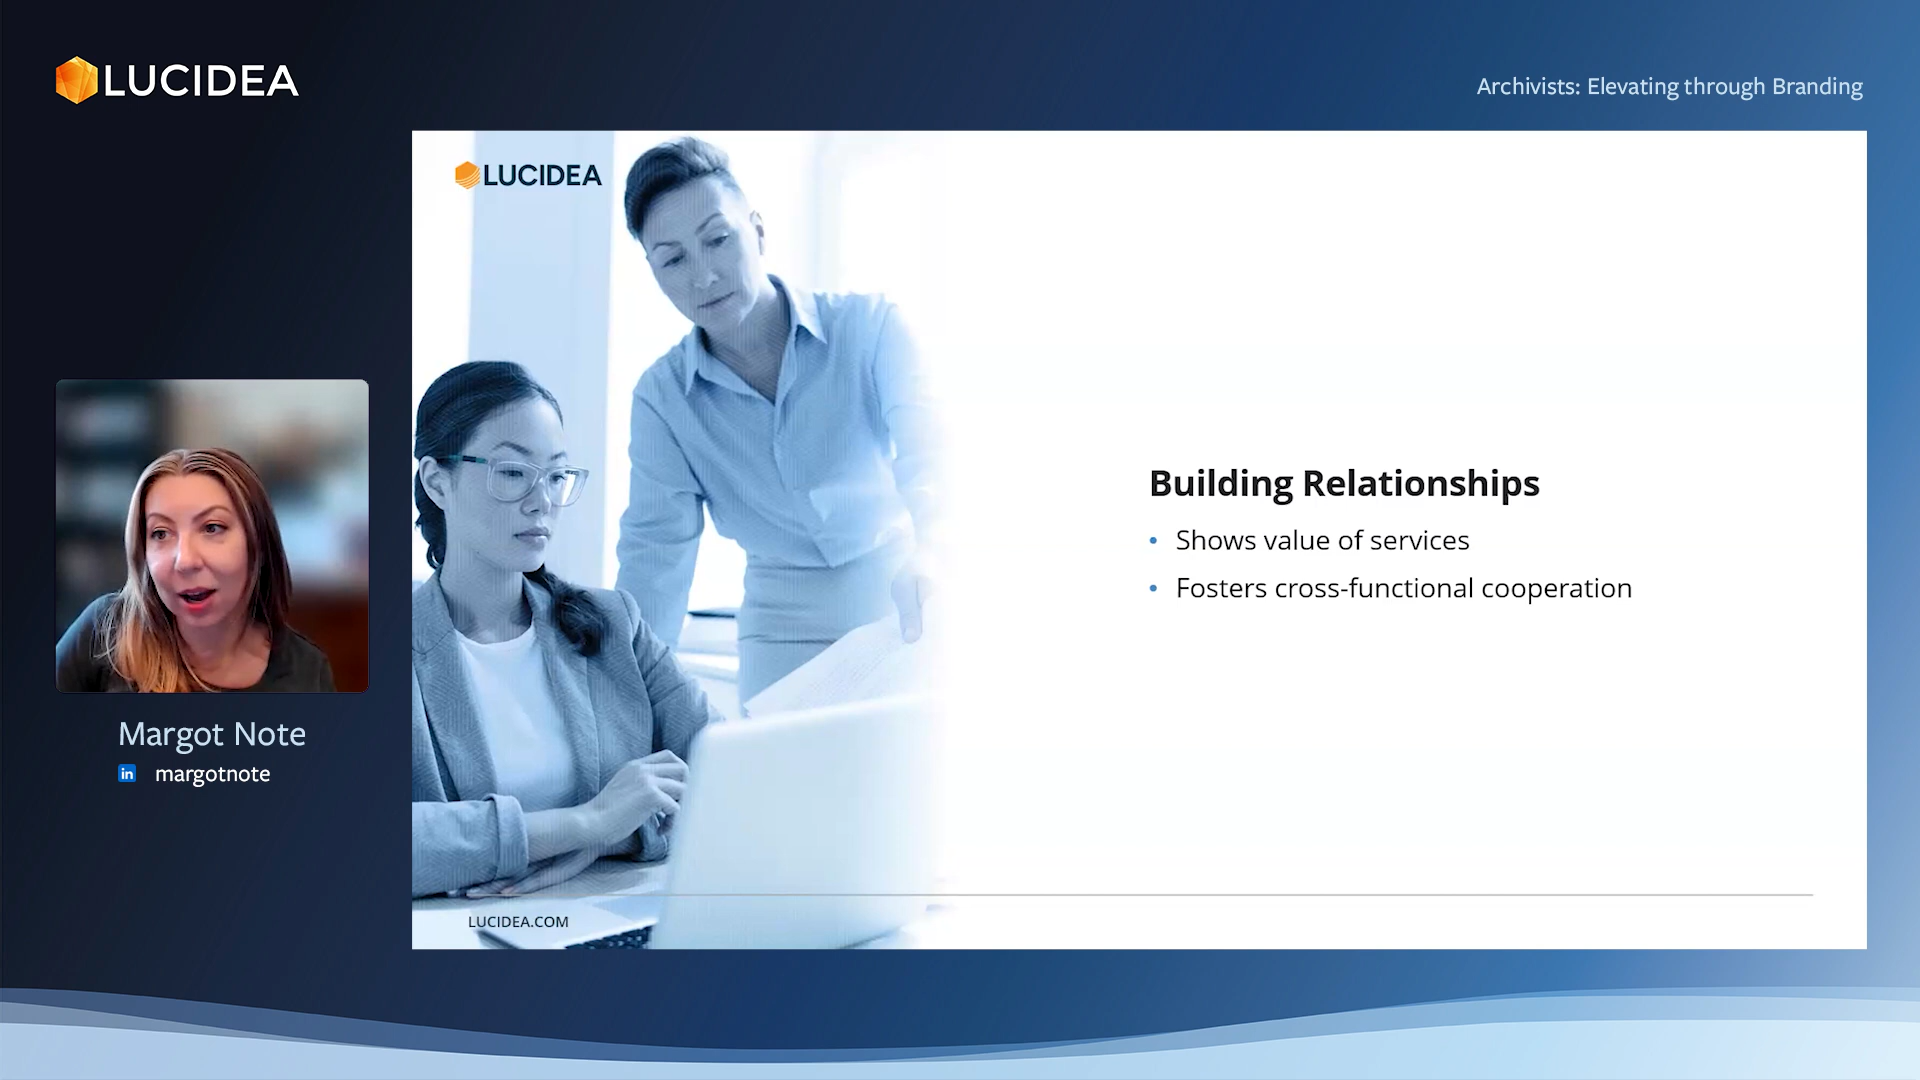 LUCIDEA
Archivists: Elevating through Branding
LUCIDEA
Building Relationships
• Shows value of services
• Fosters cross-functional cooperation
LUCIDEA.COM
Margot Note
in margotnote